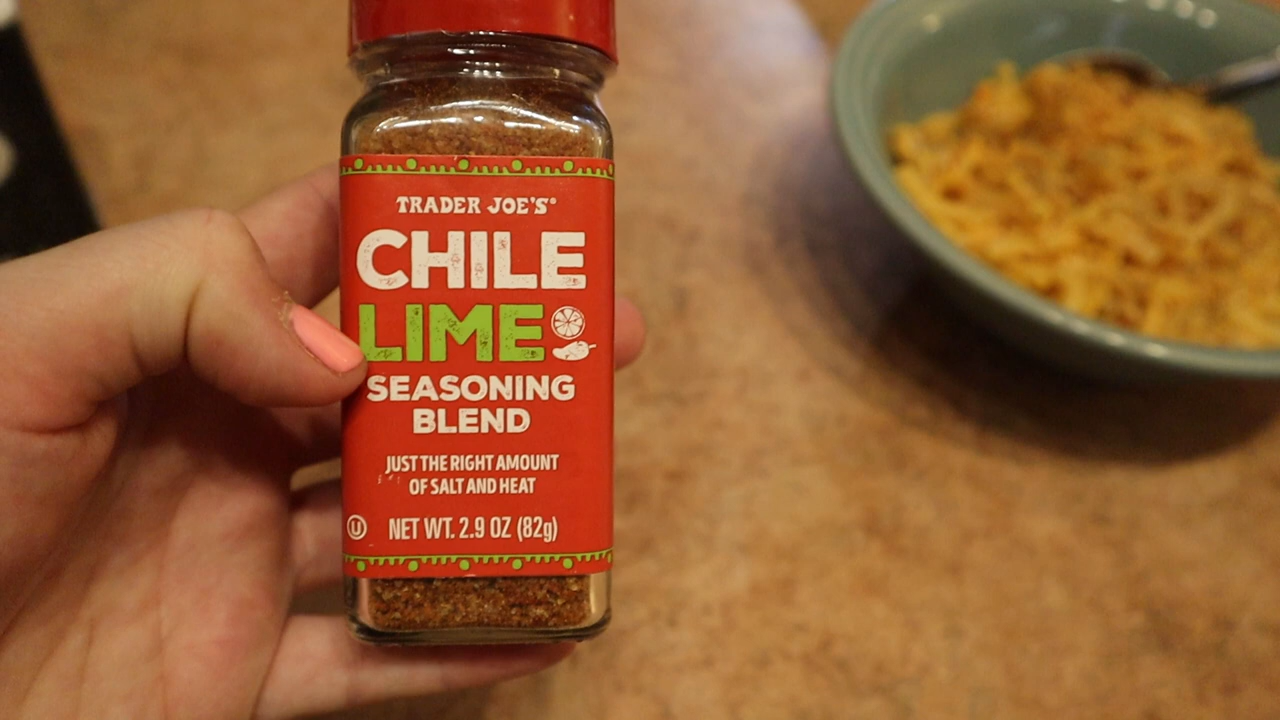 TRADER JOE'S®
CHILE
LIME
SEASONING
BLEND
JUST THE RIGHT AMOUNT
OF SALT AND HEAT
U NET WT. 2.9 OZ (82g)